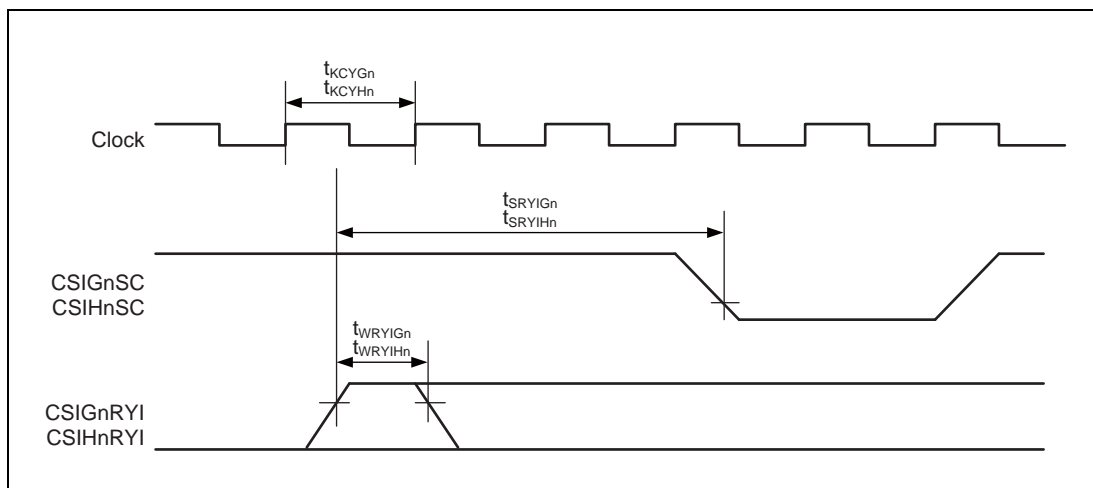 tKCYGn
tKCYHn
Clock
tSRYIGn
tSRYIHn
CSIGnSC
CSIHnSC
tWRYIGn
tWRYIHn
CSIGnRYI
CSIHnRYI